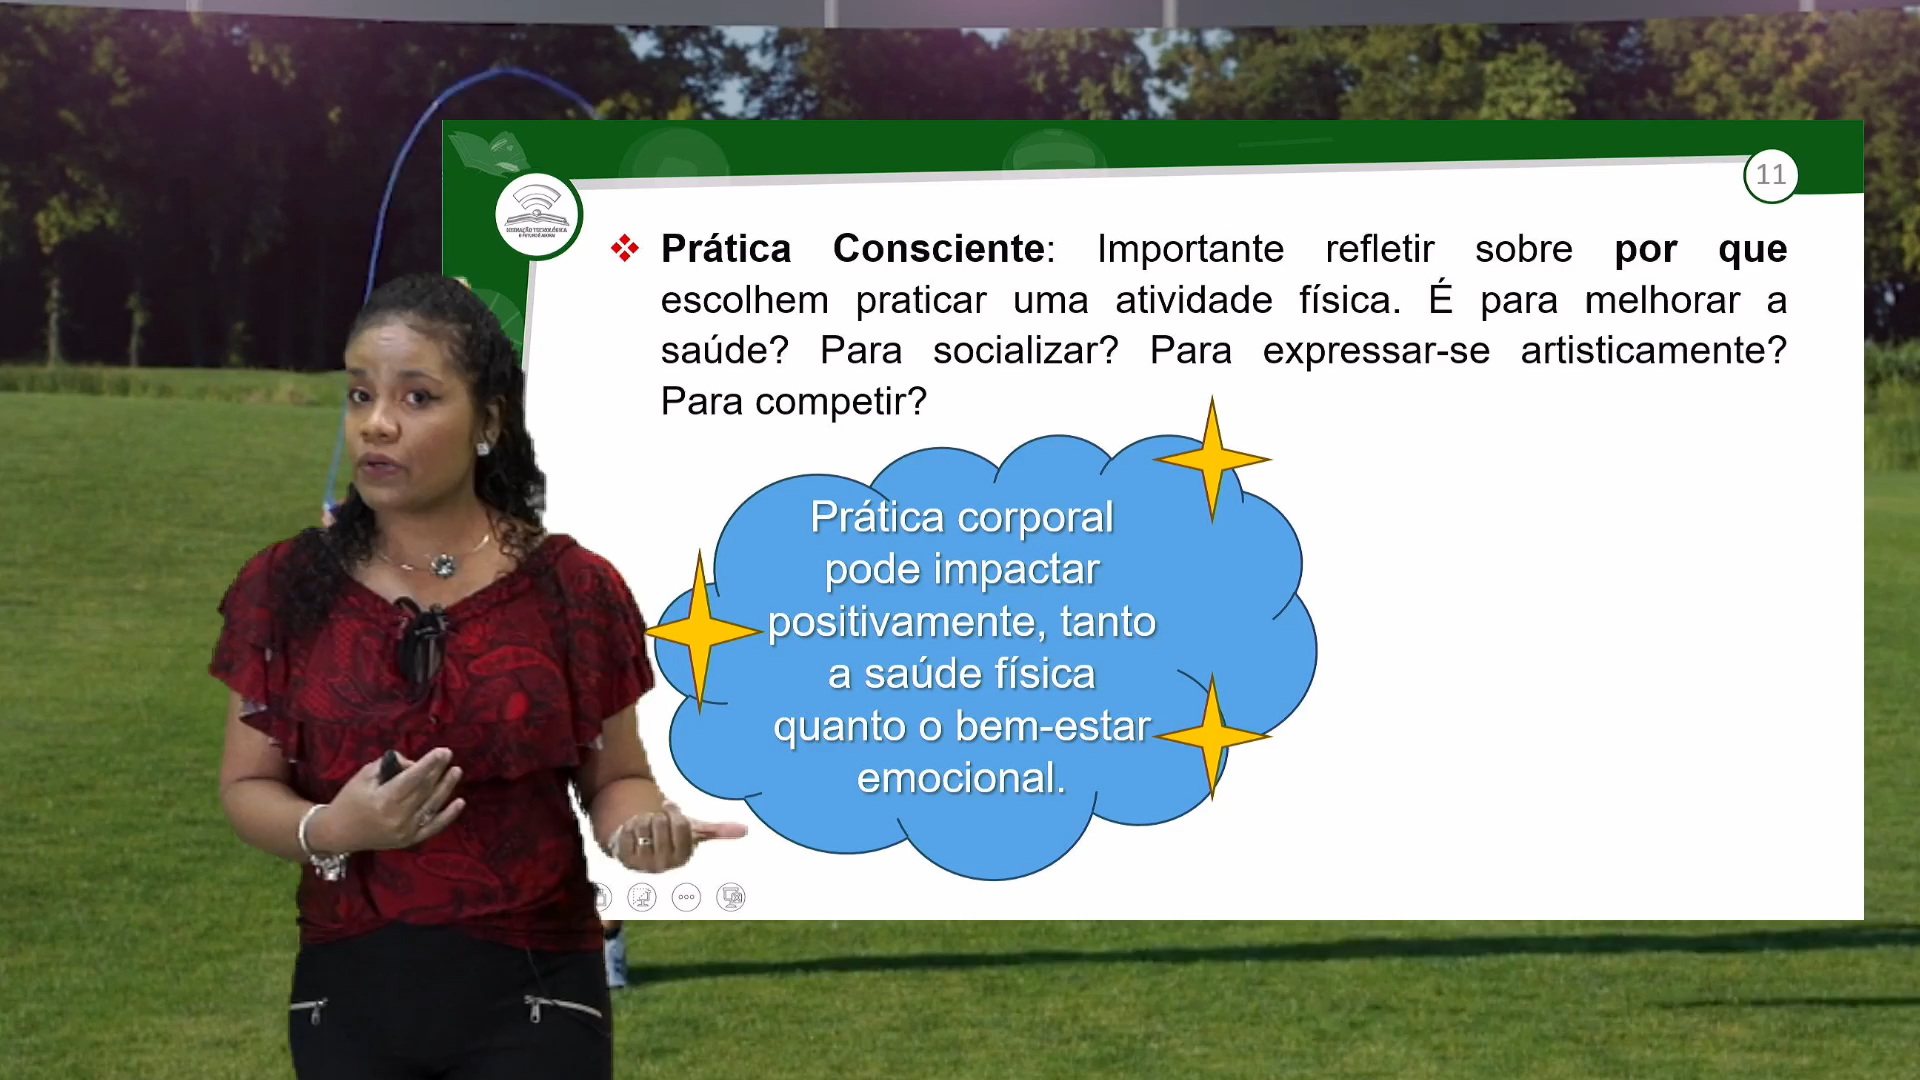 11
Prática Consciente: Importante refletir sobre por que
escolhem praticar uma atividade física. É para melhorar a
saúde? Para socializar? Para expressar-se artisticamente?
Para competir?
Prática corporal
pode impactar
positivamente, tanto
a saúde física
quanto o bem-estar
emocional.